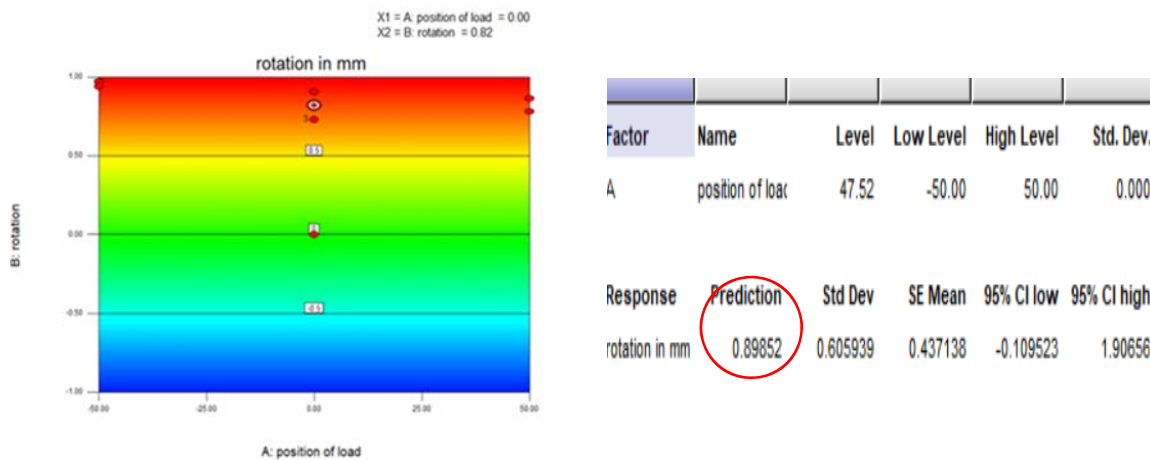 X1 = A: position of load = 0.00
X2 = B: rotation = 0.82
rotation in mm
1.00
0.50
0.00
-0.50
-1.00
3
0.5
0
-0.5
B: rotation
-50.00 -25.00 0.00 25.00 50.00
A: position of load
Factor Name Level Low Level High Level Std. Dev.
A position of loac 47.52 -50.00 50.00 0.000
Response Prediction Std Dev SE Mean 95% CI low 95% CI high
rotation in mm 0.89852 0.605939 0.437138 -0.109523 1.90656